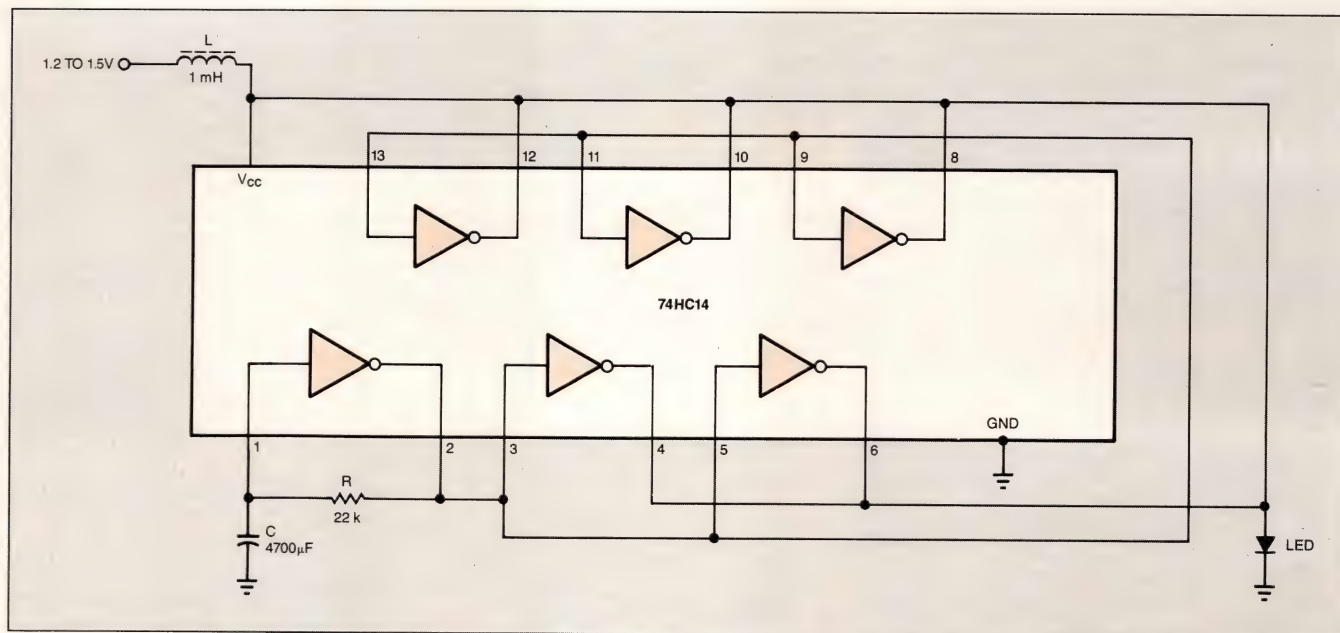 L
1.2 TO 1.5V
1 mH
13 12 11 10 9 8
VCC
74HC14
GND
1 2 3 4 5 6
R
22 k
C
4700μF
LED